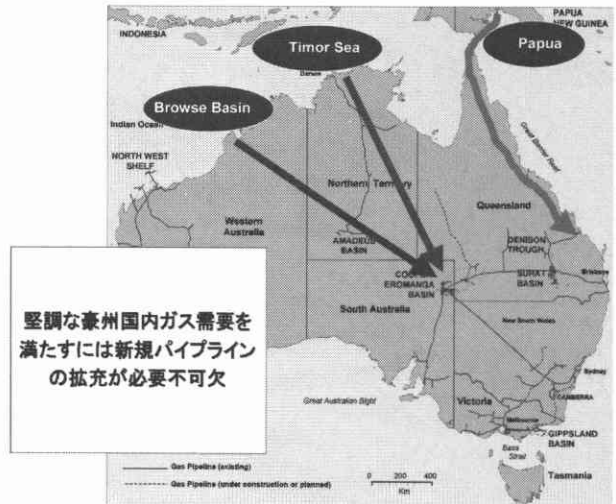 INDONESIA
PAPUA
NEW GUINEA
Timor Sea
Papua
Darwin
Browse Basin
Indian Ocean
Great Barrier Reef
NORTH WEST
SHELF
Northern Territory
Queensland
Western
Australia
AMADEUS
BASIN
DENISON
TROUGH
COOPER
EROMANGA
BASIN
SURAT
BASIN
Brisbane
South Australia
New South Wales
堅調な豪州国内ガス需要を
満たすには新規パイプライン
の拡充が必要不可欠
Sydney
CANBERRA
Great Australian Bight
Victoria
Melbourne
GIPPSLAND
BASIN
Bass
Strait
Tasmania
Gas Pipeline (existing)
Gas Pipeline (under construction or planned)
0 200 400
Km